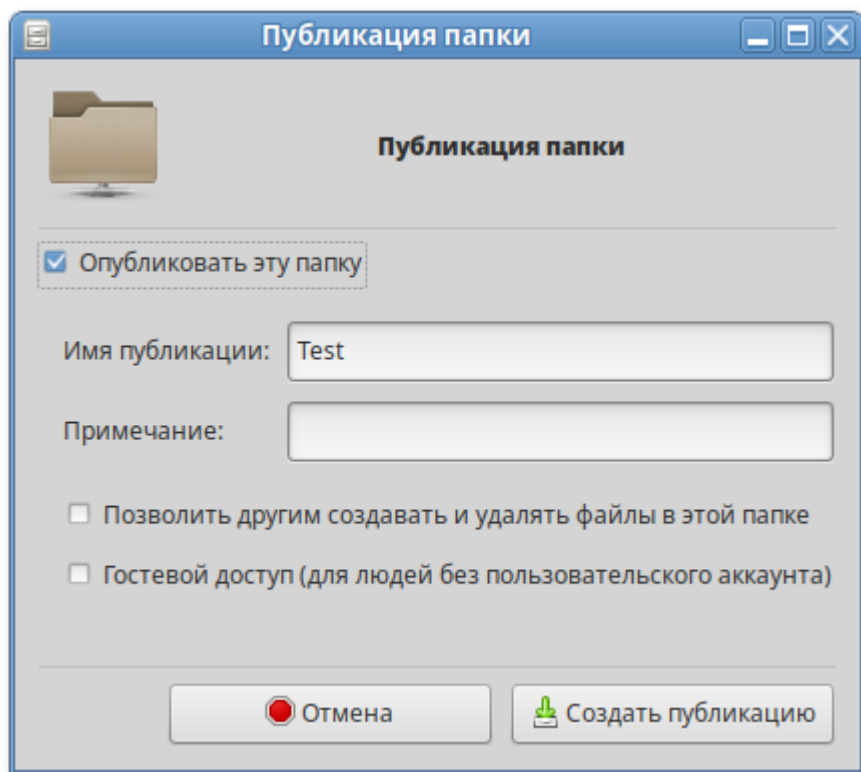 Публикация папки
Публикация папки
Опубликовать эту папку
Имя публикации: Test
Примечание:
Позволить другим создавать и удалять файлы в этой папке
Гостевой доступ (для людей без пользовательского аккаунта)
Отмена Создать публикацию